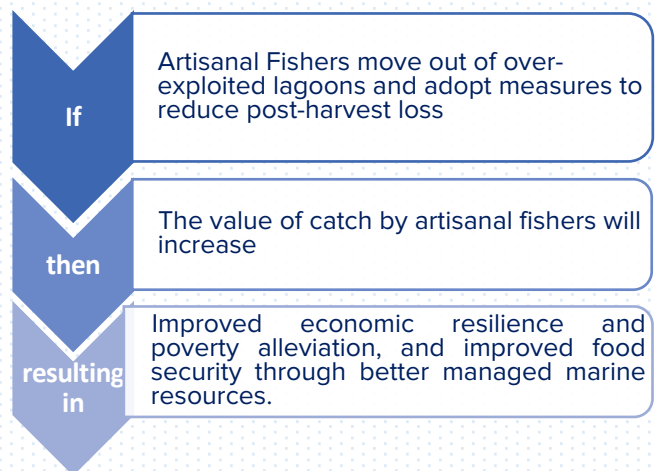 If
Artisanal Fishers move out of over-
exploited lagoons and adopt measures to
reduce post-harvest loss
then
The value of catch by artisanal fishers will
increase
resulting
in
Improved economic resilience and
poverty alleviation, and improved food
security through better managed marine
resources.